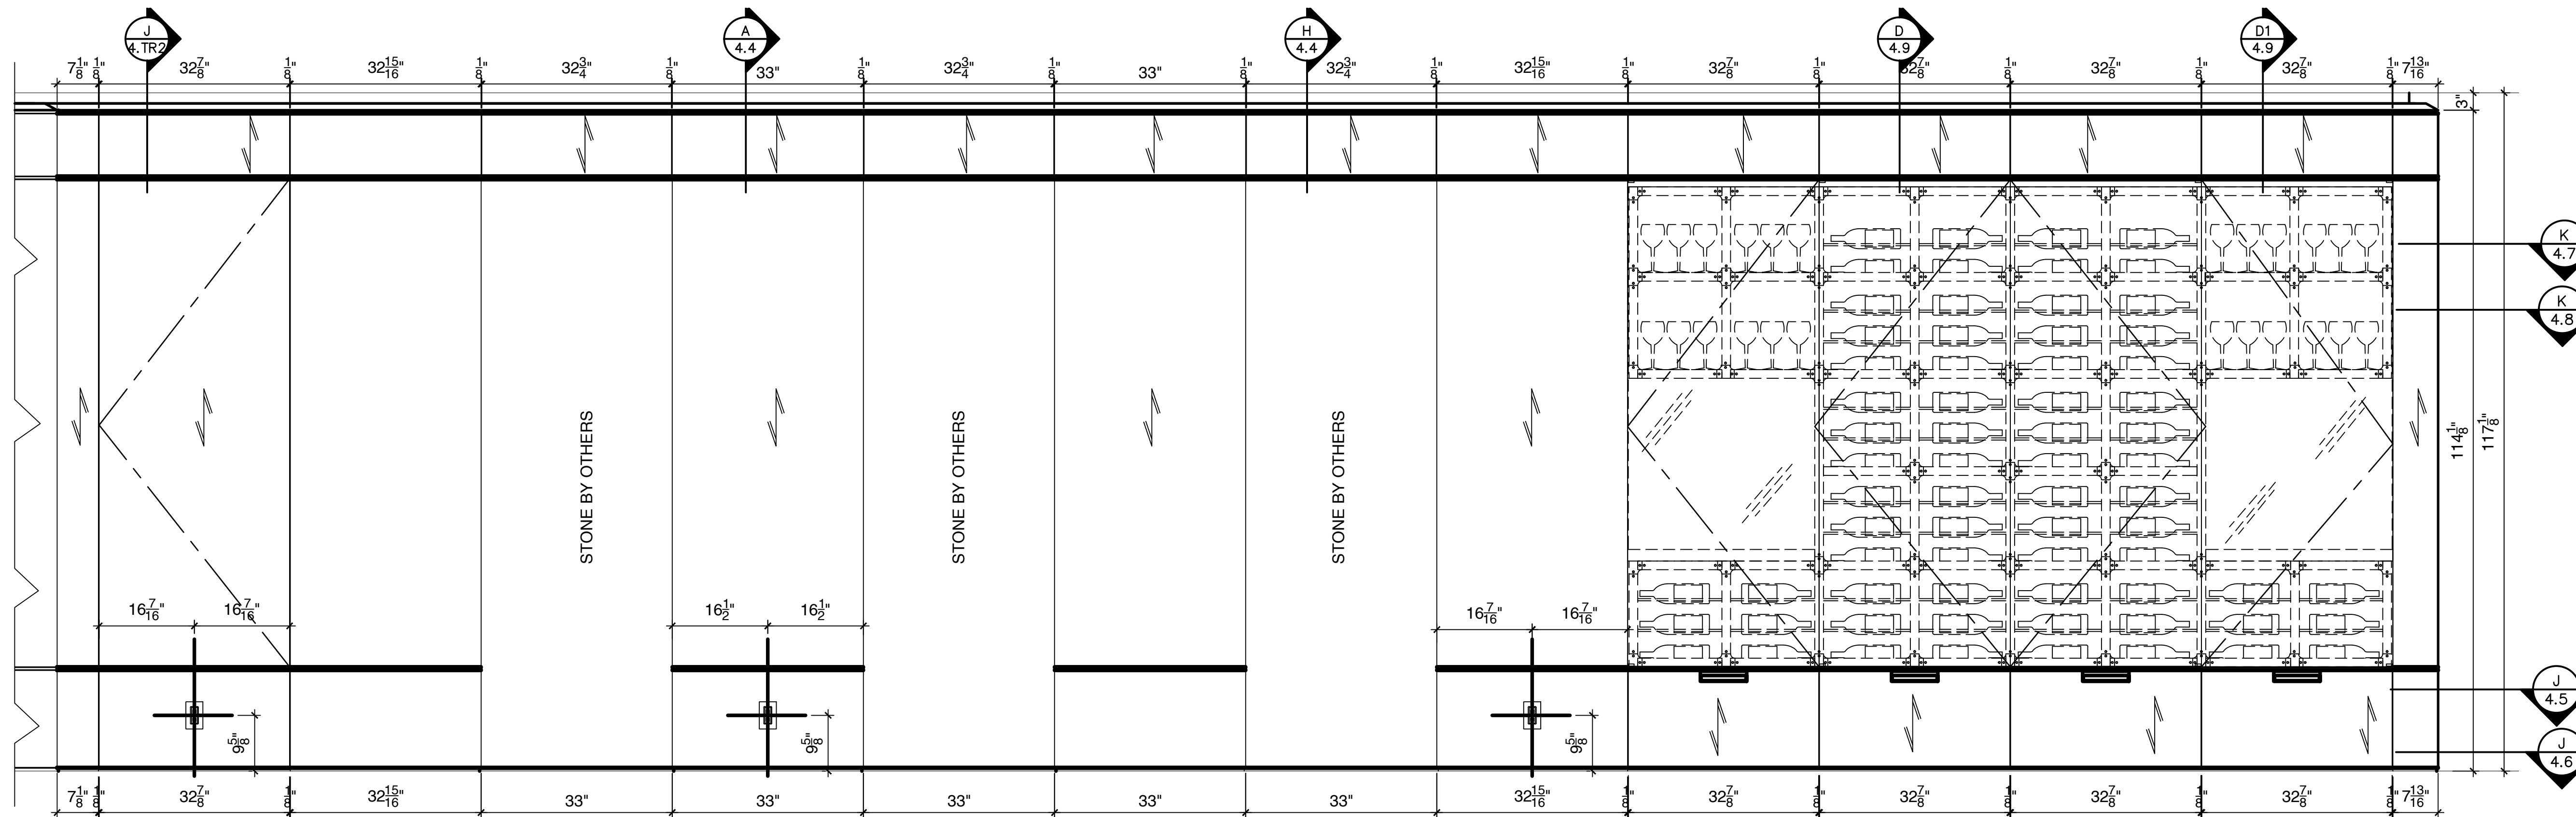 J
4.TR2
A
4.4
H
4.4
D
4.9
D1
4.9
7 1/8" 1/8" 32 7/8" 1/8" 32 15/16" 1/8" 32 3/4" 1/8" 33" 1/8" 32 3/4" 1/8" 33" 1/8" 32 3/4" 1/8" 32 15/16" 1/8" 32 7/8" 1/8" 32 7/8" 1/8" 32 7/8" 1/8" 32 7/8" 1/8" 7 13/16"
3"
K
4.7
K
4.8
114 1/8"
117 1/8"
STONE BY OTHERS
STONE BY OTHERS
STONE BY OTHERS
16 7/16" 16 7/16" 16 1/2" 16 1/2" 16 7/16" 16 7/16"
9 5/8" 9 5/8" 9 5/8"
J
4.5
J
4.6
7 1/8" 1/8" 32 7/8" 1/8" 32 15/16" 33" 33" 33" 33" 33" 32 15/16" 1/8" 32 7/8" 1/8" 32 7/8" 1/8" 32 7/8" 1/8" 32 7/8" 1/8" 7 13/16"